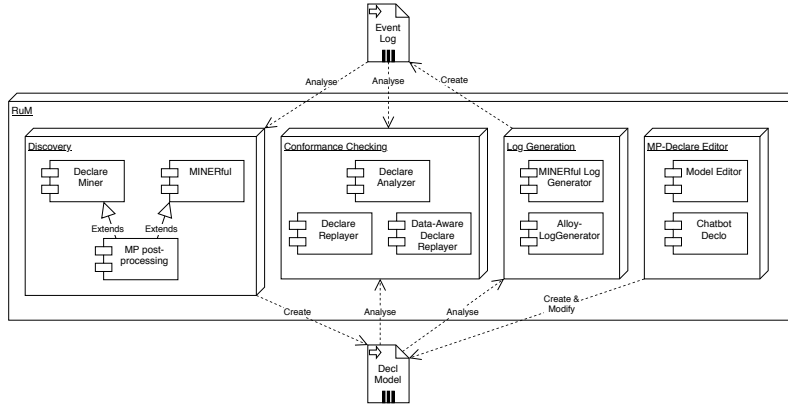 Event
Log
Analyse
Analyse
Create
RuM
Discovery
Declare
Miner
MINERful
Extends
Extends
MP post-
processing
Conformance Checking
Declare
Analyzer
Declare
Replayer
Data-Aware
Declare
Replayer
Log Generation
MINERful Log
Generator
Alloy-
LogGenerator
MP-Declare Editor
Model Editor
Chatbot
Declo
Create
Analyse
Analyse
Create &
Modify
Decl
Model